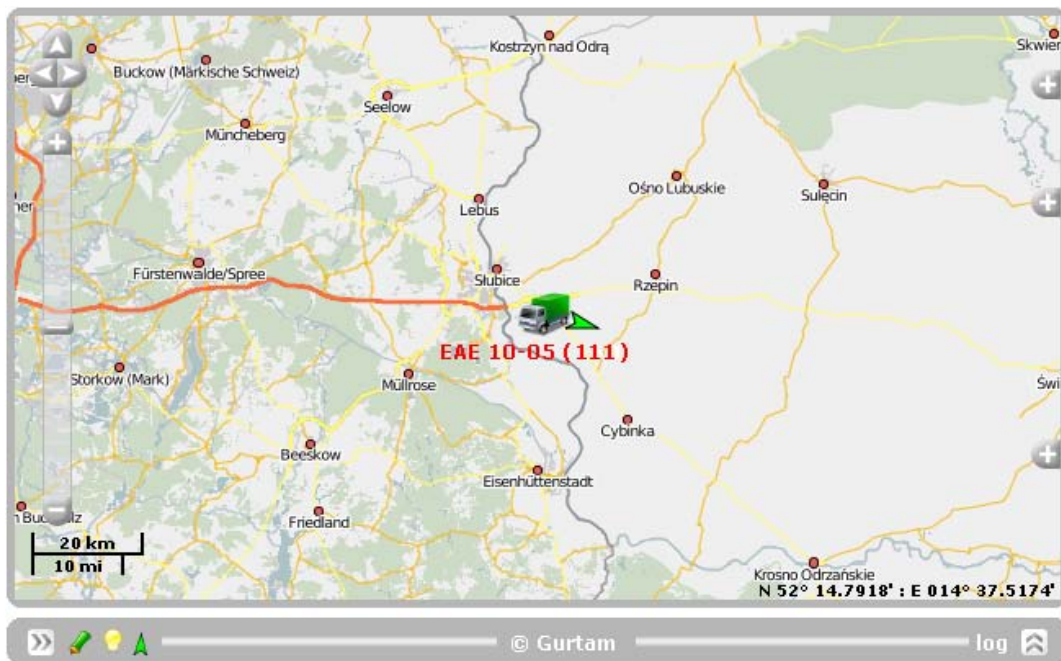 Kostrzyn nad Odrą
Skwier
Buckow (Märkische Schweiz)
Seelow
Müncheberg
Ośno Lubuskie
Sulęcin
Lebus
Fürstenwalde/Spree
Słubice
Rzepin
EAE 10-05 (111)
Storkow (Mark)
Müllrose
Świ
Cybinka
Beeskow
Eisenhüttenstadt
Friedland
20 km
10 mi
Krosno Odrzańskie
N 52° 14.7918' : E 014° 37.5174'
© Gurtam
log